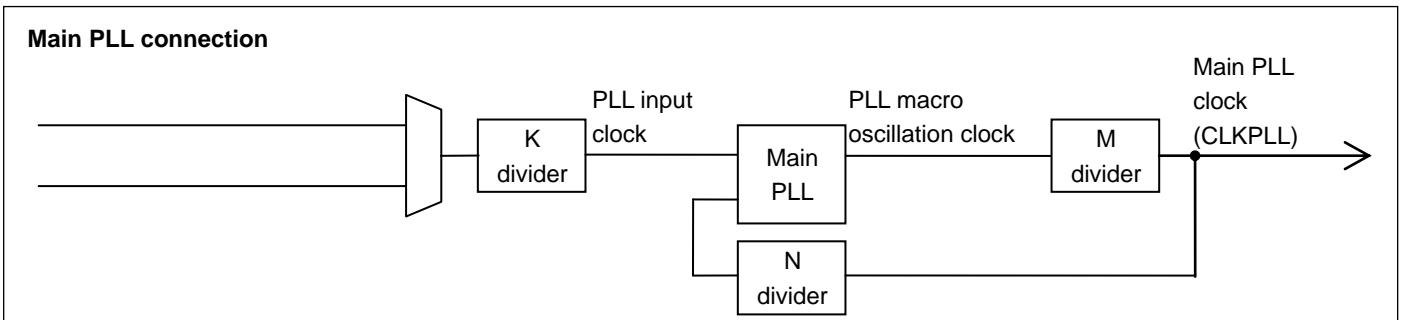 Main PLL connection
K
divider
PLL input
clock
Main
PLL
PLL macro
oscillation clock
M
divider
Main PLL
clock
(CLKPLL)
N
divider